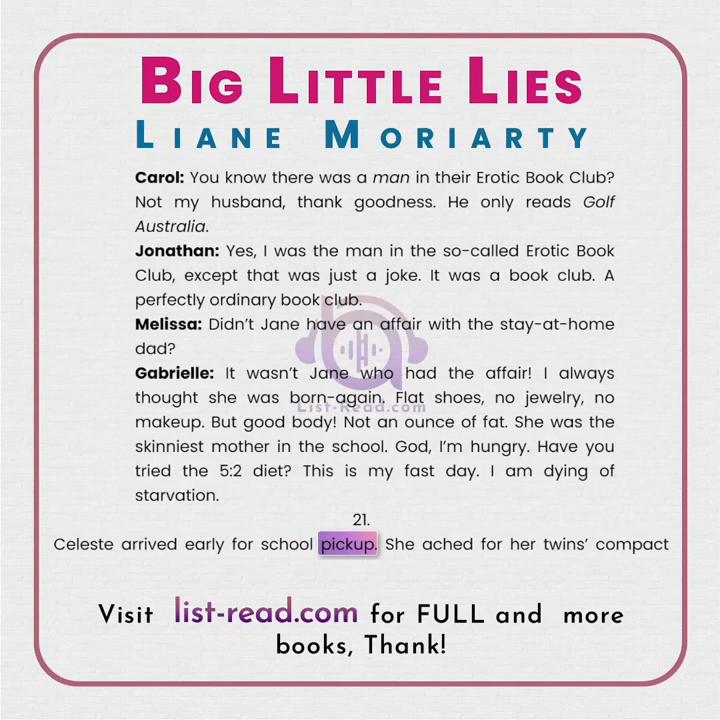 Big Little Lies
Liane Moriarty
Carol: You know there was a man in their Erotic Book Club?
Not my husband, thank goodness. He only reads Golf
Australia.
Jonathan: Yes, I was the man in the so-called Erotic Book
Club, except that was just a joke. It was a book club. A
perfectly ordinary book club.
Melissa: Didn’t Jane have an affair with the stay-at-home
dad?
Gabrielle: It wasn’t Jane who had the affair! I always
thought she was born-again. Flat shoes, no jewelry, no
List-Read.com
makeup. But good body! Not an ounce of fat. She was the
skinniest mother in the school. God, I’m hungry. Have you
tried the 5:2 diet? This is my fast day. I am dying of
starvation.
21.
Celeste arrived early for school pickup. She ached for her twins’ compact
Visit list-read.com for FULL and more
books, Thank!